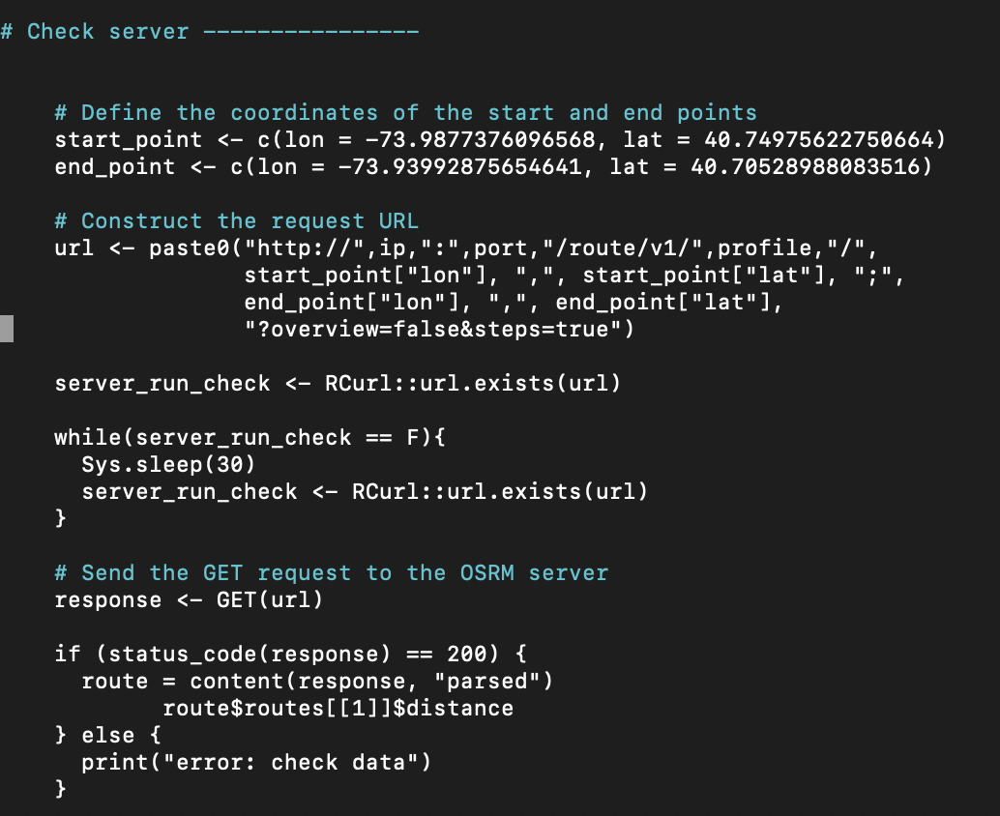 # Check server ----------------
# Define the coordinates of the start and end points
start_point <- c(lon = -73.9877376096568, lat = 40.74975622750664)
end_point <- c(lon = -73.93992875654641, lat = 40.70528988083516)
# Construct the request URL
url <- paste0("http://",ip,":",port,"/route/v1/",profile,"/",
start_point["lon"], ",", start_point["lat"], ";",
end_point["lon"], ",", end_point["lat"],
"?overview=false&steps=true")
server_run_check <- RCurl::url.exists(url)
while(server_run_check == F){
Sys.sleep(30)
server_run_check <- RCurl::url.exists(url)
}
# Send the GET request to the OSRM server
response <- GET(url)
if (status_code(response) == 200) {
route = content(response, "parsed")
route$routes[[1]]$distance
} else {
print("error: check data")
}